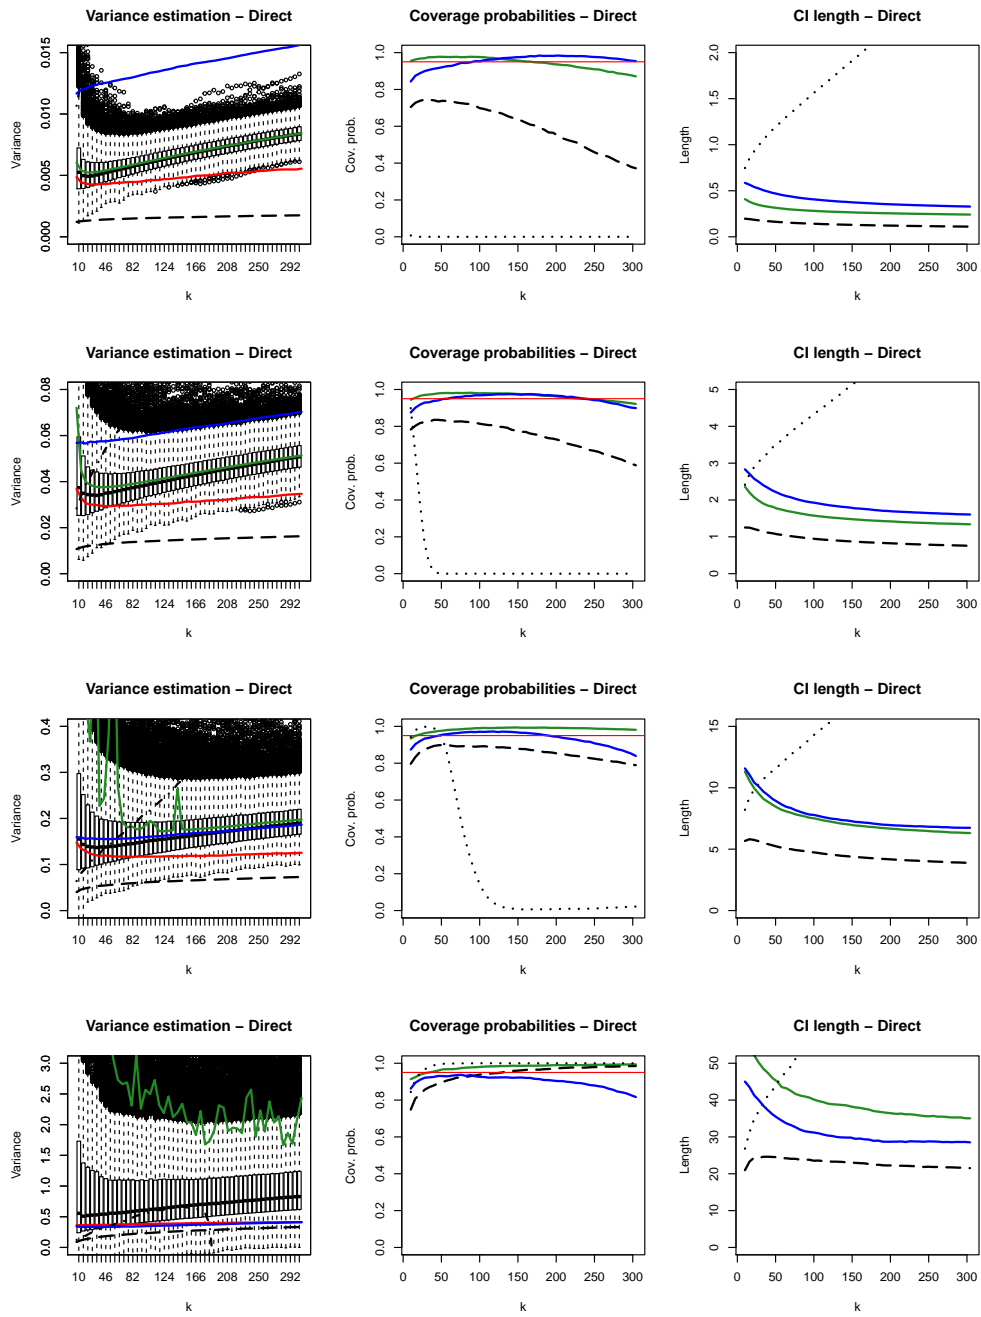 Variance estimation – Direct
Coverage probabilities – Direct
CI length – Direct
Variance
0.000 0.005 0.010 0.015
10 46 82 124 166 208 250 292
k
Cov. prob.
0.0 0.2 0.4 0.6 0.8 1.0
0 50 100 150 200 250 300
k
Length
0.0 0.5 1.0 1.5 2.0
0 50 100 150 200 250 300
k
Variance estimation – Direct
Coverage probabilities – Direct
CI length – Direct
Variance
0.00 0.02 0.04 0.06 0.08
10 46 82 124 166 208 250 292
k
Cov. prob.
0.0 0.2 0.4 0.6 0.8 1.0
0 50 100 150 200 250 300
k
Length
0 1 2 3 4 5
0 50 100 150 200 250 300
k
Variance estimation – Direct
Coverage probabilities – Direct
CI length – Direct
Variance
0.0 0.1 0.2 0.3 0.4
10 46 82 124 166 208 250 292
k
Cov. prob.
0.0 0.2 0.4 0.6 0.8 1.0
0 50 100 150 200 250 300
k
Length
0 5 10 15
0 50 100 150 200 250 300
k
Variance estimation – Direct
Coverage probabilities – Direct
CI length – Direct
Variance
0.0 0.5 1.0 1.5 2.0 2.5 3.0
10 46 82 124 166 208 250 292
k
Cov. prob.
0.0 0.2 0.4 0.6 0.8 1.0
0 50 100 150 200 250 300
k
Length
0 10 20 30 40 50
0 50 100 150 200 250 300
k